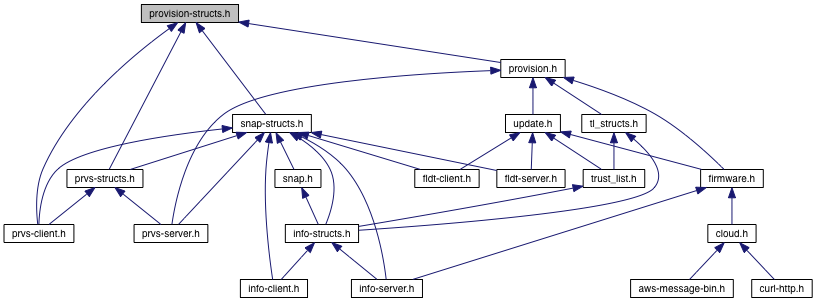 provision-structs.h
provision.h
snap-structs.h
update.h
tl_structs.h
prvs-structs.h
snap.h
fldt-client.h
fldt-server.h
trust_list.h
firmware.h
prvs-client.h
prvs-server.h
info-structs.h
cloud.h
info-client.h
info-server.h
aws-message-bin.h
curl-http.h